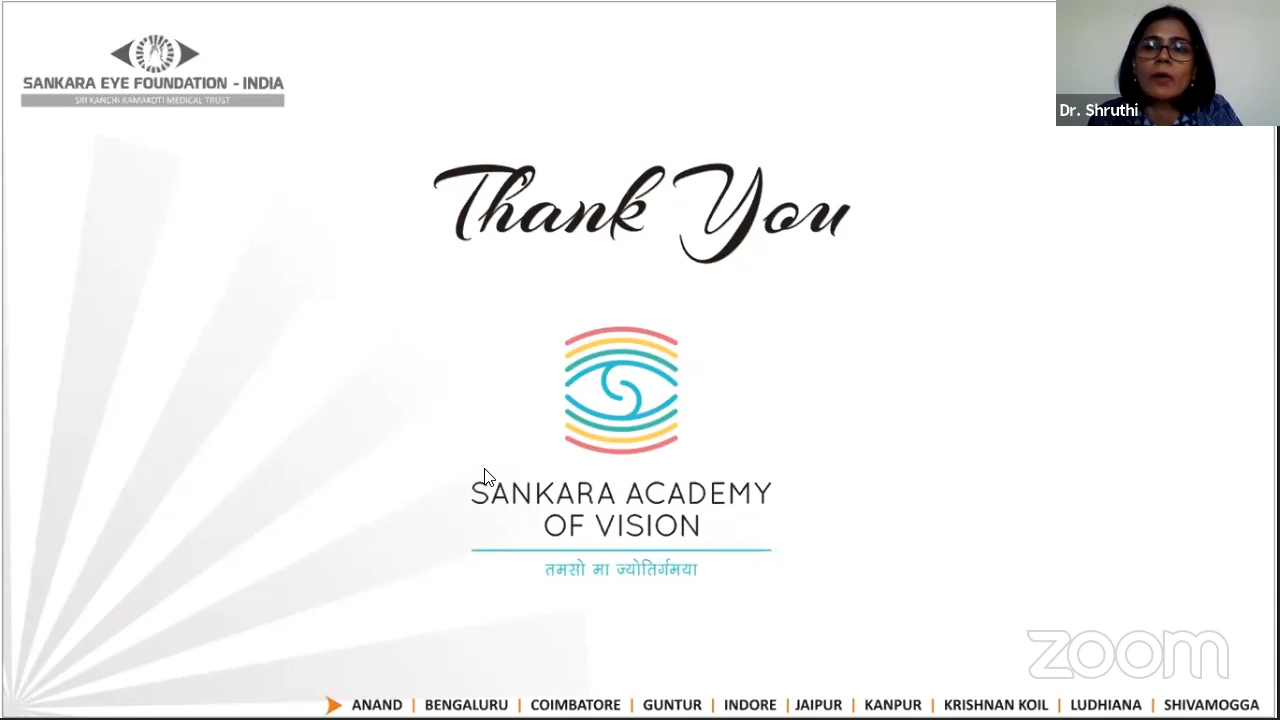 SANKARA EYE FOUNDATION - INDIA
SRI KANCHI KAMAKOTI MEDICAL TRUST
Dr. Shruthi
Thank You
SANKARA ACADEMY
OF VISION
तमसो मा ज्योतिर्गमया
zoom
ANAND | BENGALURU | COIMBATORE | GUNTUR | INDORE | JAIPUR | KANPUR | KRISHNAN KOIL | LUDHIANA | SHIVAMOGGA